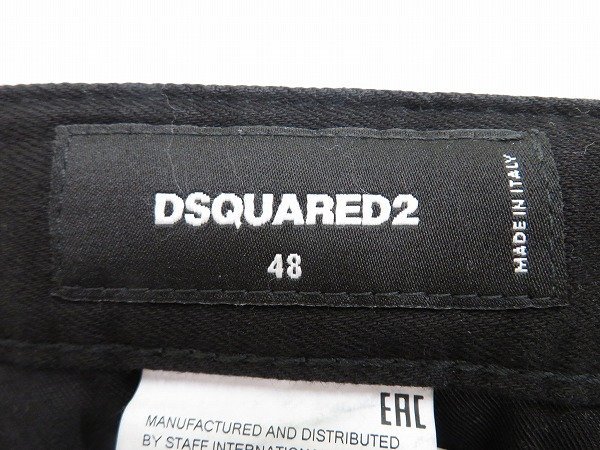 DSQUARED2
48
MADE IN ITALY
EAC
MANUFACTURED AND DISTRIBUTED
BY STAFF INTERNATIONAL